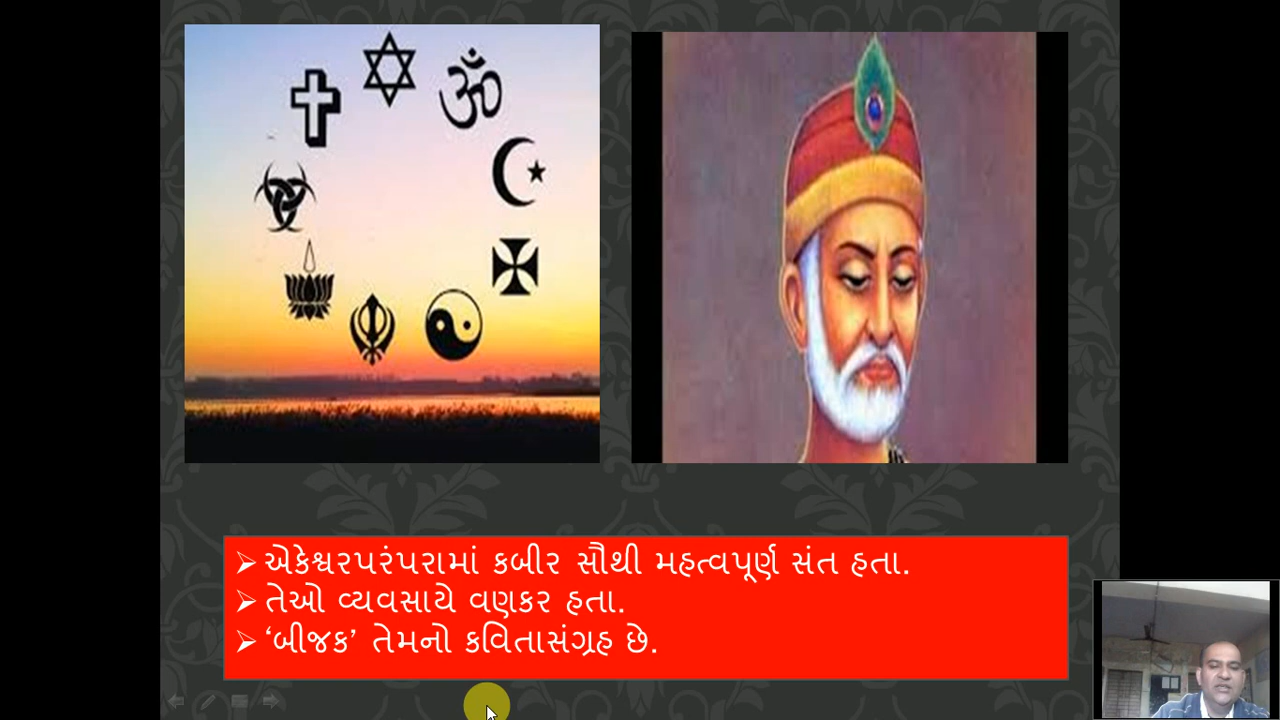 ➢ એકેશ્વરપરંપરામાં કબીર સૌથી મહત્વપૂર્ણ સંત હતા.
➢ તેઓ વ્યવસાયે વણકર હતા.
➢ ‘બીજક’ તેમનો કવિતાસંગ્રહ છે.